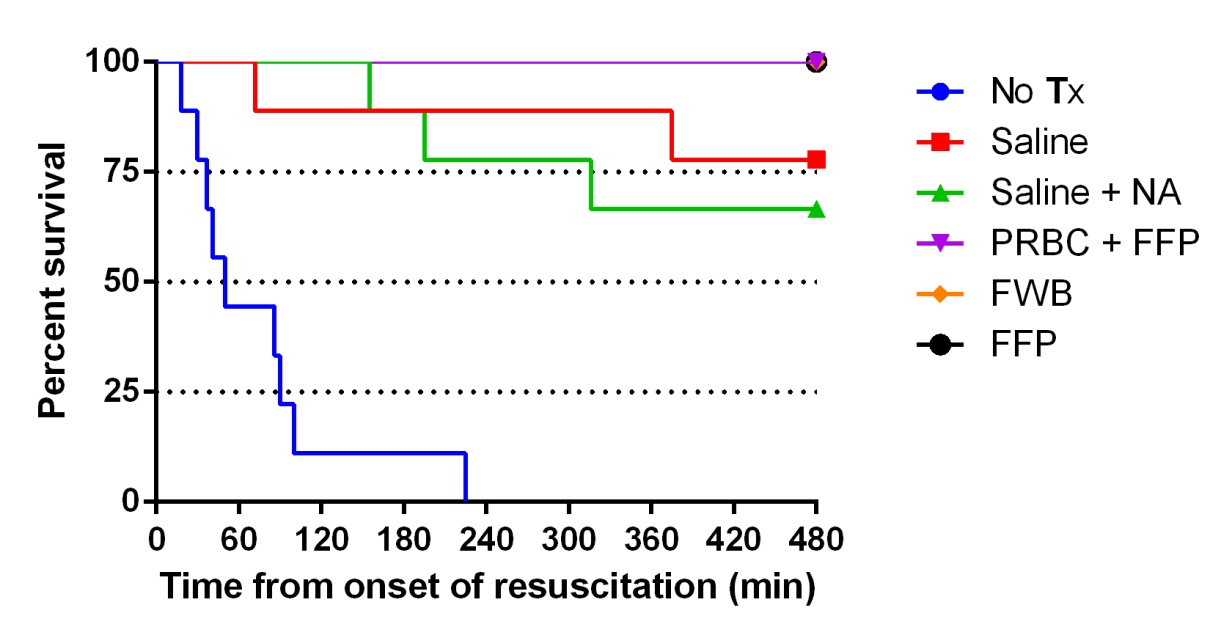 100
75
50
25
0
Percent survival
0 60 120 180 240 300 360 420 480
Time from onset of resuscitation (min)
No Tx
Saline
Saline + NA
PRBC + FFP
FWB
FFP